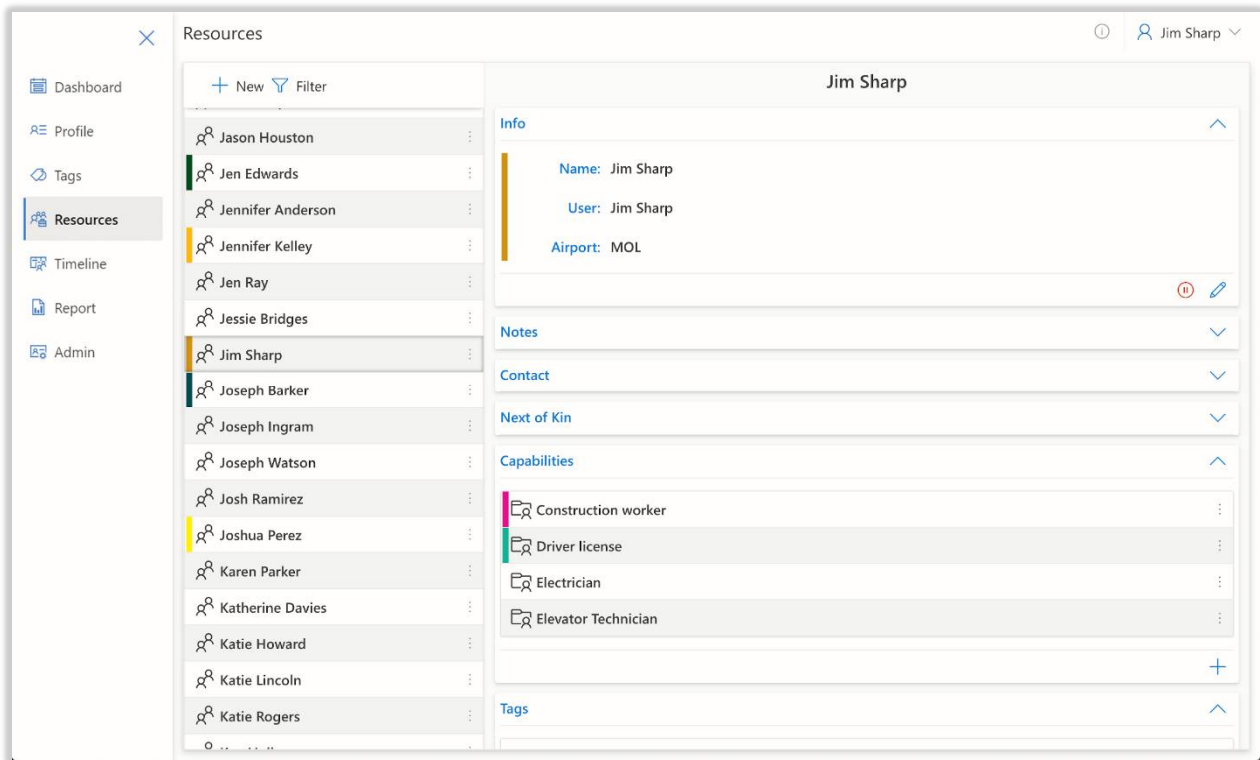 Resources
Jim Sharp
Dashboard
Profile
Tags
Resources
Timeline
Report
Admin
New Filter
Jason Houston
Jen Edwards
Jennifer Anderson
Jennifer Kelley
Jen Ray
Jessie Bridges
Jim Sharp
Joseph Barker
Joseph Ingram
Joseph Watson
Josh Ramirez
Joshua Perez
Karen Parker
Katherine Davies
Katie Howard
Katie Lincoln
Katie Rogers
Jim Sharp
Info
Name: Jim Sharp
User: Jim Sharp
Airport: MOL
Notes
Contact
Next of Kin
Capabilities
Construction worker
Driver license
Electrician
Elevator Technician
Tags